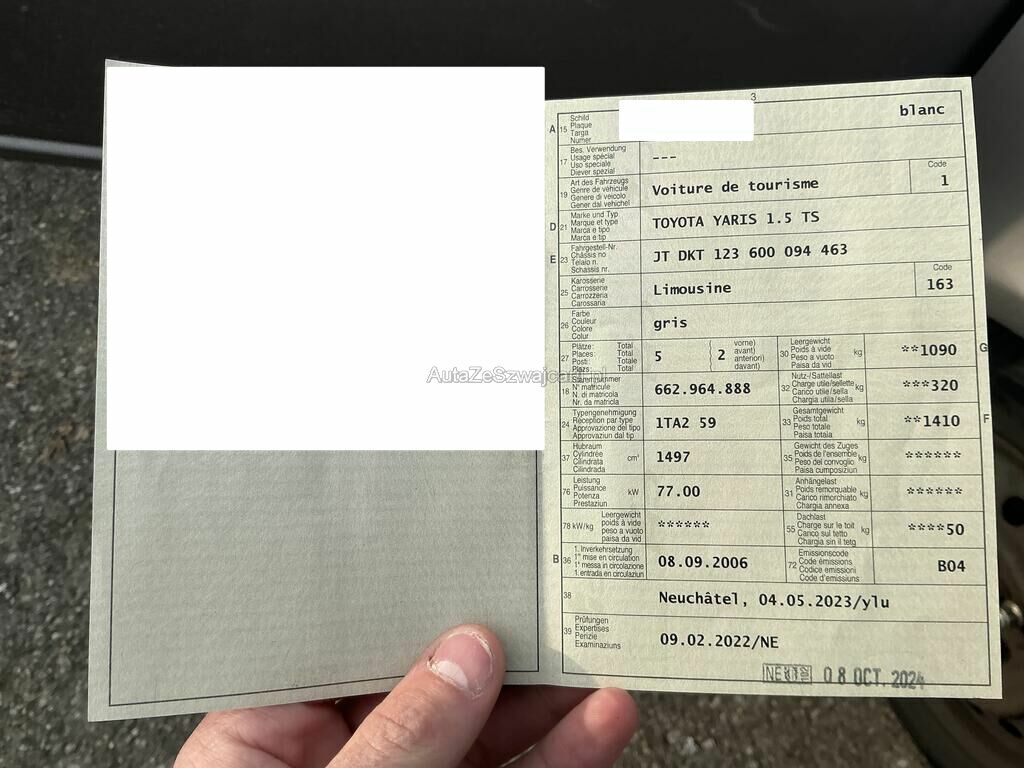 3
A 15 Schild
Plaque
Targa
Numer
blanc
17 Bes. Verwendung
Usage spécial
Uso speciale
Diever spezial
---
19 Art des Fahrzeugs
Genre de véhicule
Genere di veicolo
Gener dal vehichel
Voiture de tourisme
Code
1
D 21 Marke und Typ
Marque et type
Marca e tipo
Marca e tip
TOYOTA YARIS 1.5 TS
E 23 Fahrgestell-Nr.
Châssis no
Telaio n.
Schassis nr.
JT DKT 123 600 094 463
25 Karosserie
Carrosserie
Carrozzeria
Carossaria
Limousine
Code
163
26 Farbe
Couleur
Colore
Colur
gris
27 Plätze: Total
Places: Total
Posti: Totale
Plazs: Total
5
2 vorne)
avant)
anteriori)
davant)
30 Leergewicht
Poids à vide
Peso a vuoto
Paisa da vid
kg
**1090
G
AutaZeSzwajcarii.pl
18 Stammnummer
N° matricule
N. di matricola
Nr. da matricla
662.964.888
32 Nutz-/Sattellast
Charge utile/sellette
Carico utile/sella
Chargia utila/sella
kg
***320
24 Typengenehmigung
Réception par type
Approvazione del tipo
Approvaziun dal tip
1TA2 59
33 Gesamtgewicht
Poids total
Peso totale
Paisa totala
kg
**1410
F
37 Hubraum
Cylindrée
Cilindrata
Cilindrada
cm³
1497
35 Gewicht des Zuges
Poids de l'ensemble
Peso del convoglio
Paisa cumposiziun
kg
******
76 Leistung
Puissance
Potenza
Prestaziun
kW
77.00
31 Anhängelast
Poids remorquable
Carico rimorchiato
Chargia annexa
kg
******
78 kW/kg Leergewicht
poids à vide
peso a vuoto
paisa da vid
******
55 Dachlast
Charge sur le toit
Carico sul tetto
Chargia sin il tetg
kg
****50
B 36 1. Inverkehrsetzung
1re mise en circulation
1a messa in circolazione
1. entrada en circulaziun
08.09.2006
72 Emissionscode
Code émissions
Codice emissioni
Code d'emissiuns
B04
38
Neuchâtel, 04.05.2023/ylu
39 Prüfungen
Expertises
Perizie
Examinaziuns
09.02.2022/NE
08 OCT. 2024